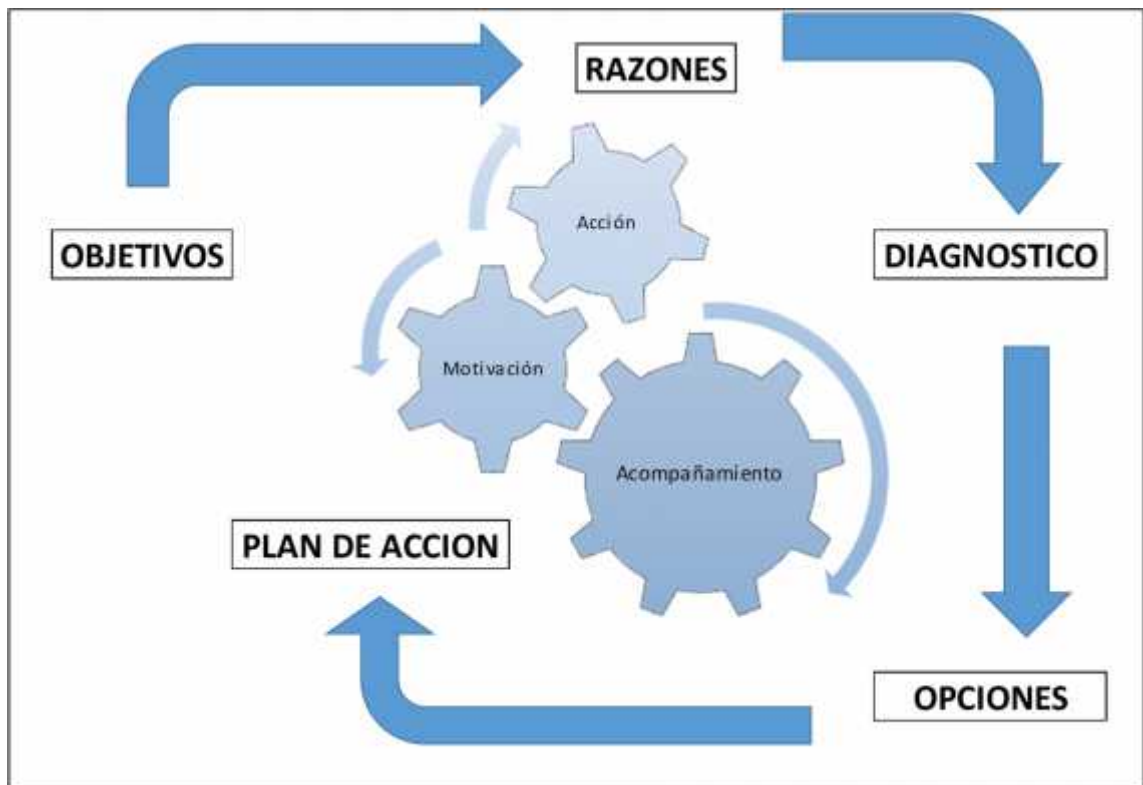 RAZONES
OBJETIVOS
DIAGNOSTICO
Acción
Motivación
Acompañamiento
PLAN DE ACCION
OPCIONES